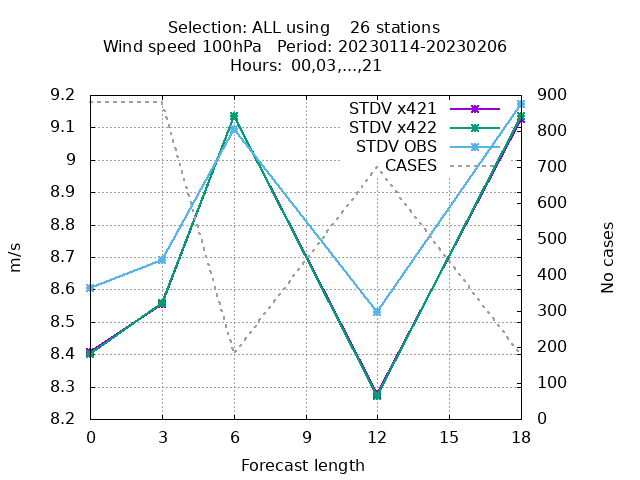 Selection: ALL using    26 stations
Wind speed 100hPa   Period: 20230114-20230206
Hours:  00,03,...,21
9.2
9.1
9
8.9
8.8
8.7
8.6
8.5
8.4
8.3
8.2
900
800
700
600
500
400
300
200
100
0
STDV x421
STDV x422
STDV OBS
CASES
m/s
No cases
0
3
6
9
12
15
18
Forecast length